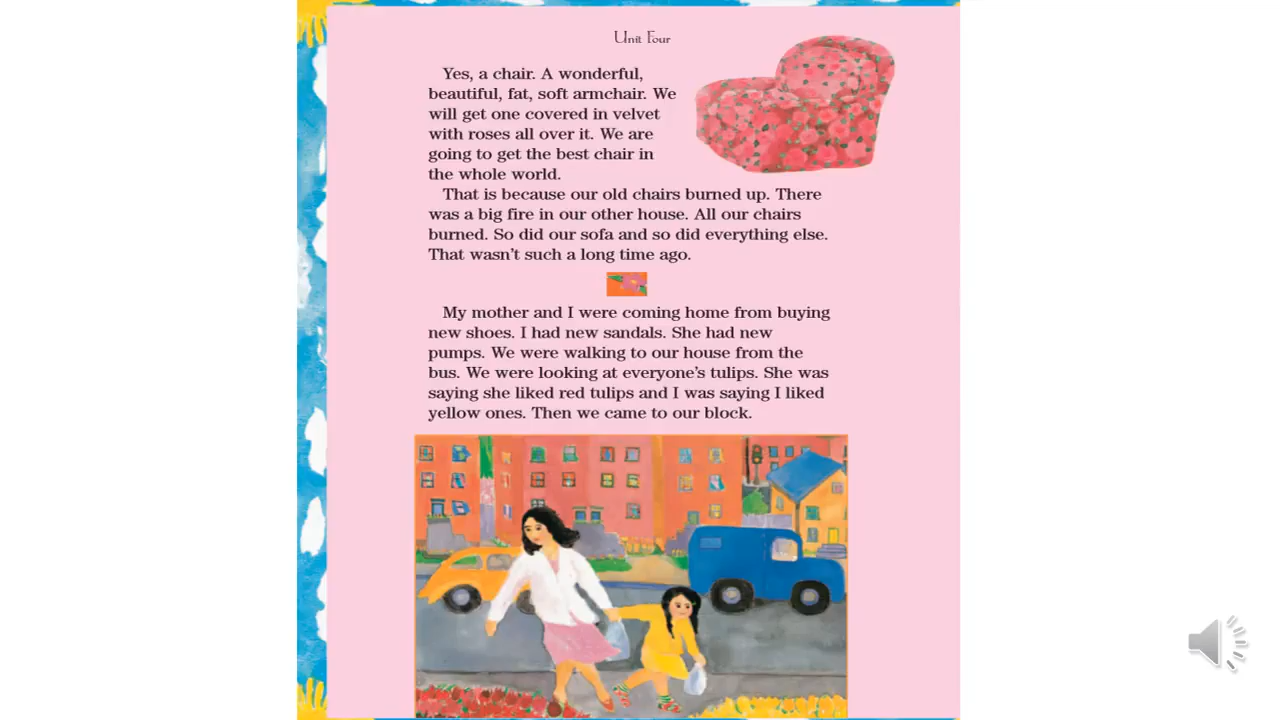 Unit Four
Yes, a chair. A wonderful,
beautiful, fat, soft armchair. We
will get one covered in velvet
with roses all over it. We are
going to get the best chair in
the whole world.
That is because our old chairs burned up. There
was a big fire in our other house. All our chairs
burned. So did our sofa and so did everything else.
That wasn’t such a long time ago.
My mother and I were coming home from buying
new shoes. I had new sandals. She had new
pumps. We were walking to our house from the
bus. We were looking at everyone’s tulips. She was
saying she liked red tulips and I was saying I liked
yellow ones. Then we came to our block.